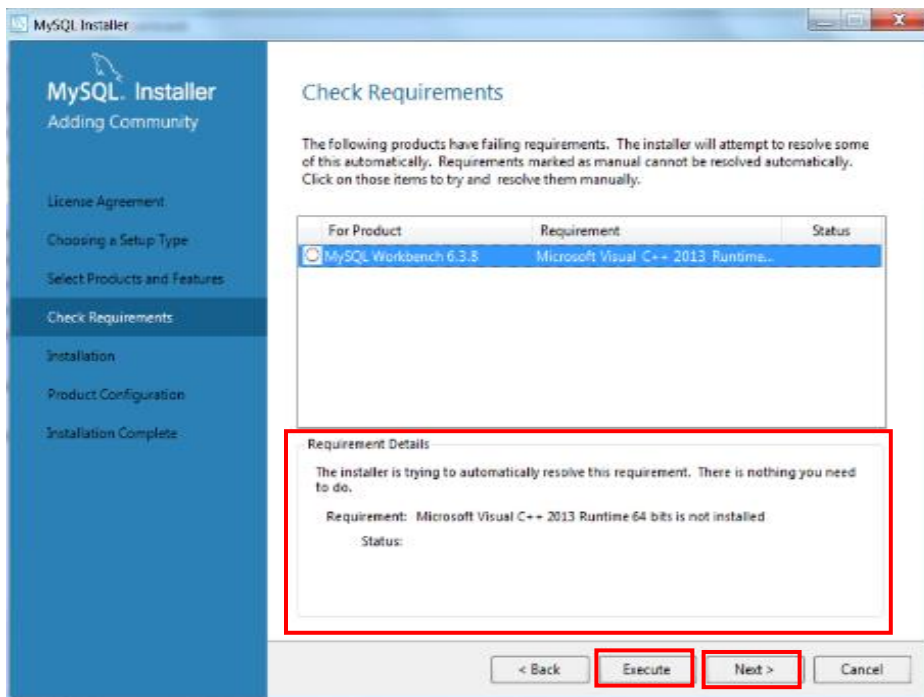 MySQL Installer
MySQL. Installer
Adding Community
License Agreement
Choosing a Setup Type
Select Products and Features
Check Requirements
Installation
Product Configuration
Installation Complete
Check Requirements
The following products have failing requirements. The installer will attempt to resolve some
of this automatically. Requirements marked as manual cannot be resolved automatically.
Click on those items to try and resolve them manually.
For Product Requirement Status
MySQL Workbench 6.3.8 Microsoft Visual C++ 2013 Runtime...
Requirement Details
The installer is trying to automatically resolve this requirement. There is nothing you need
to do.
Requirement: Microsoft Visual C++ 2013 Runtime 64 bits is not installed
Status:
< Back Execute Next > Cancel